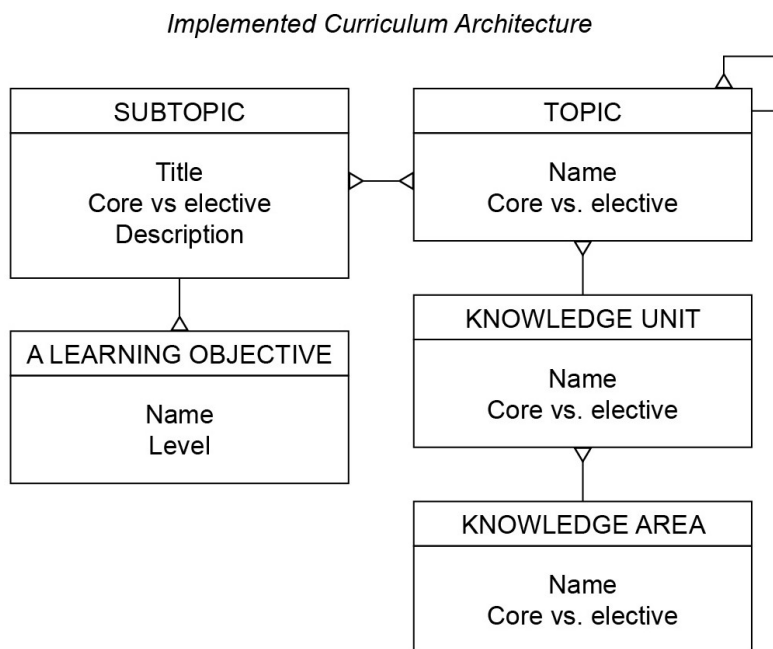 Implemented Curriculum Architecture
SUBTOPIC
Title
Core vs elective
Description
TOPIC
Name
Core vs. elective
A LEARNING OBJECTIVE
Name
Level
KNOWLEDGE UNIT
Name
Core vs. elective
KNOWLEDGE AREA
Name
Core vs. elective